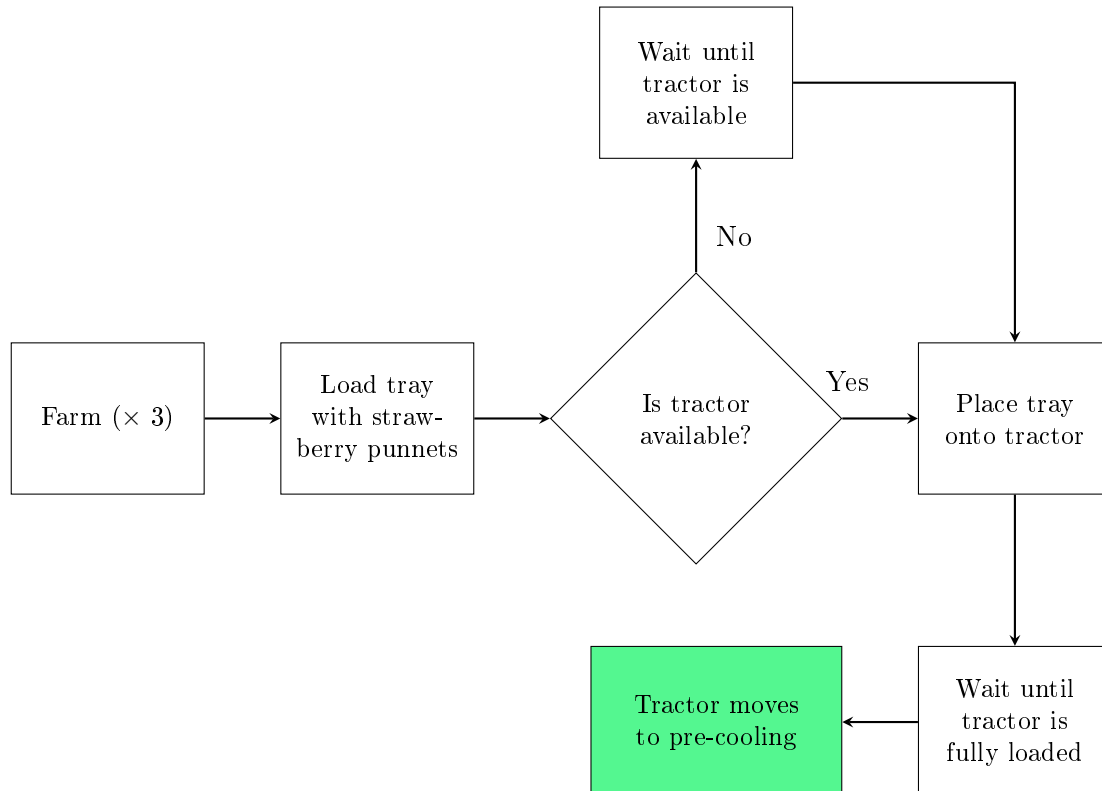 Wait until
tractor is
available
No
Farm (× 3)
Load tray
with straw-
berry punnets
Is tractor
available?
Yes
Place tray
onto tractor
Tractor moves
to pre-cooling
Wait until
tractor is
fully loaded